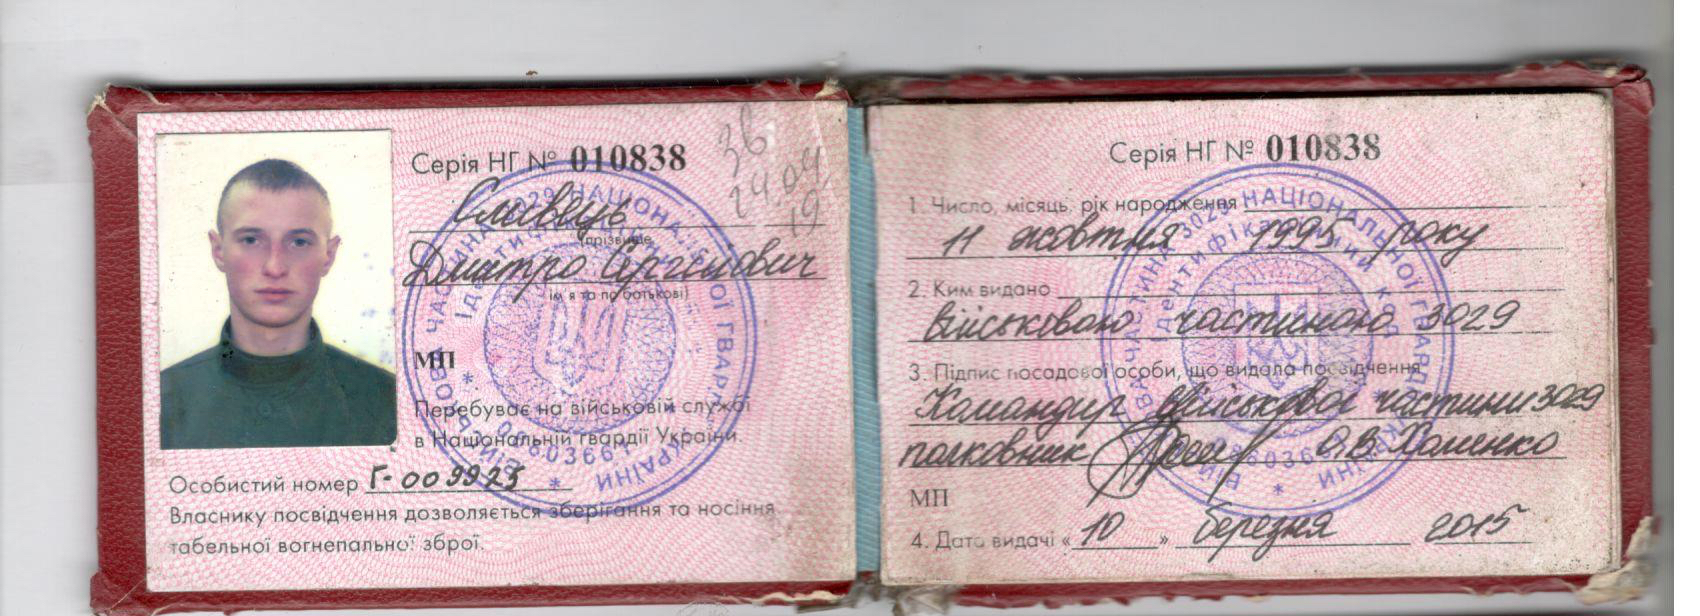 Серія НГ № 010838
Зв
24.04
19
Славець
(прізвище)
Дмитро Сергійович
(ім'я та по батькові)
МП
Перебуває на військовій службі
в Національній гвардії України.
Особистий номер Г-009925
Власнику посвідчення дозволяється зберігання та носіння
табельної вогнепальної зброї.
Серія НГ № 010838
1. Число, місяць, рік народження
11 жовтня 1995 року
2. Ким видано
Військовою частиною 3029
3. Підпис посадової особи, що видала посвідчення
Командир військової частини 3029
полковник О.В. Хоменко
МП
4. Дата видачі « 10 » березня 2015